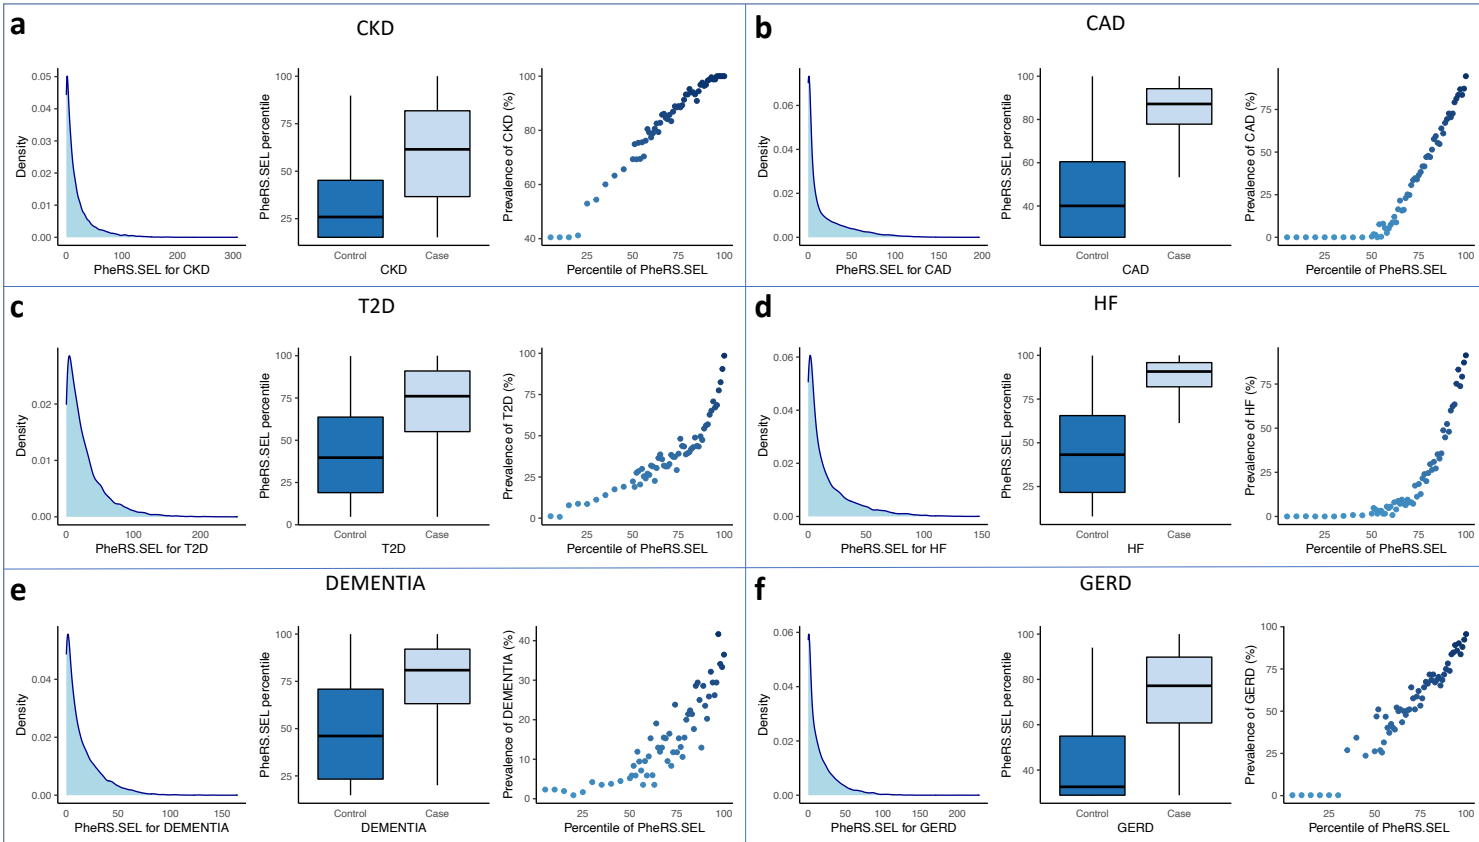 a
CKD
Density
0.05
0.04
0.03
0.02
0.01
0.00
0
100
200
300
PheRS.SEL for CKD
PheRS.SEL percentile
100
75
50
25
Control
Case
CKD
Prevalence of CKD (%)
100
80
60
40
25
50
75
100
Percentile of PheRS.SEL
b
CAD
Density
0.06
0.04
0.02
0.00
0
50
100
150
200
PheRS.SEL for CAD
PheRS.SEL percentile
100
80
60
40
Control
Case
CAD
Prevalence of CAD (%)
75
50
25
0
25
50
75
100
Percentile of PheRS.SEL
c
T2D
Density
0.02
0.01
0.00
0
100
200
PheRS.SEL for T2D
PheRS.SEL percentile
100
75
50
25
0
Control
Case
T2D
Prevalence of T2D (%)
100
75
50
25
0
25
50
75
100
Percentile of PheRS.SEL
d
HF
Density
0.06
0.04
0.02
0.00
0
50
100
150
PheRS.SEL for HF
PheRS.SEL percentile
100
75
50
25
Control
Case
HF
Prevalence of HF (%)
75
50
25
0
25
50
75
100
Percentile of PheRS.SEL
e
DEMENTIA
Density
0.04
0.02
0.00
0
50
100
150
PheRS.SEL for DEMENTIA
PheRS.SEL percentile
100
75
50
25
Control
Case
DEMENTIA
Prevalence of DEMENTIA (%)
40
30
20
10
0
25
50
75
100
Percentile of PheRS.SEL
f
GERD
Density
0.06
0.04
0.02
0.00
0
50
100
150
200
PheRS.SEL for GERD
PheRS.SEL percentile
100
80
60
40
Control
Case
GERD
Prevalence of GERD (%)
100
75
50
25
0
25
50
75
100
Percentile of PheRS.SEL